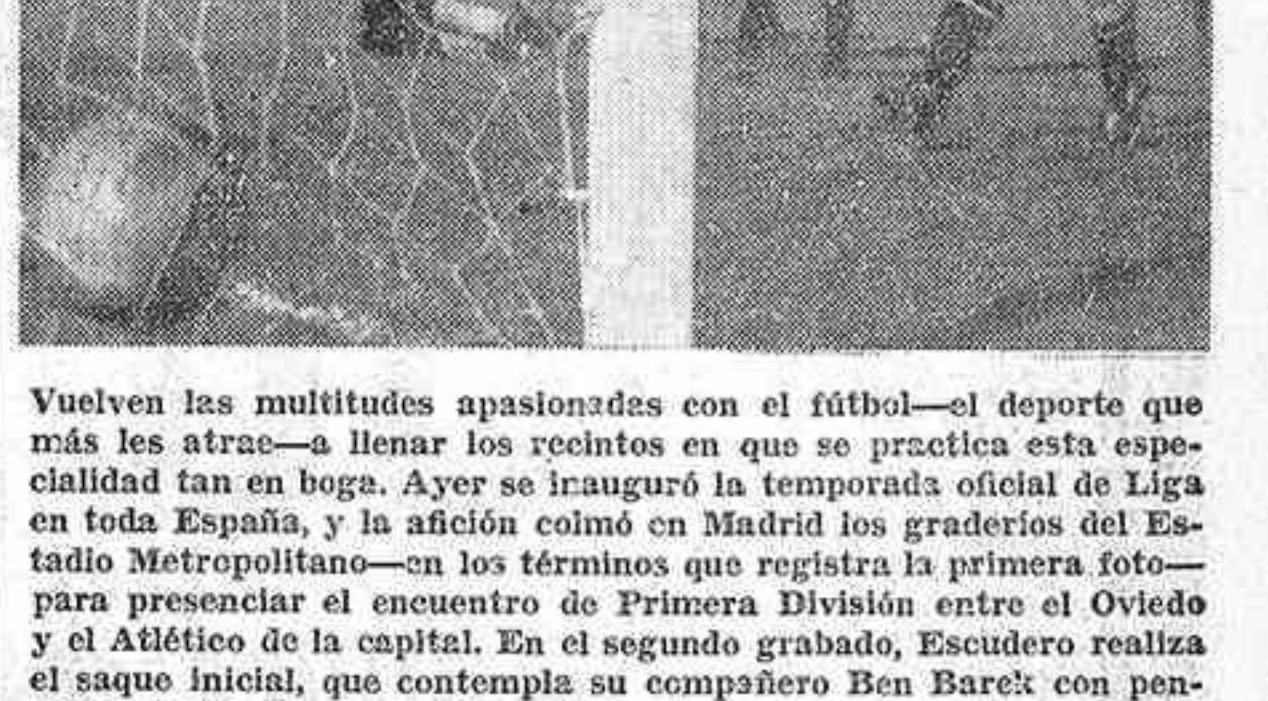 Vuelven las multitudes apasionadas con el fútbol—el deporte que
más les atrae—a llenar los recintos en que se practica esta espe-
cialidad tan en boga. Ayer se inauguró la temporada oficial de Liga
en toda España, y la afición colmó en Madrid los graderíos del Es-
tadio Metropolitano—en los términos que registra la primera foto—
para presenciar el encuentro de Primera División entre el Oviedo
y el Atlético de la capital. En el segundo grabado, Escudero realiza
el saque inicial, que contempla su compañero Ben Barek con pen-